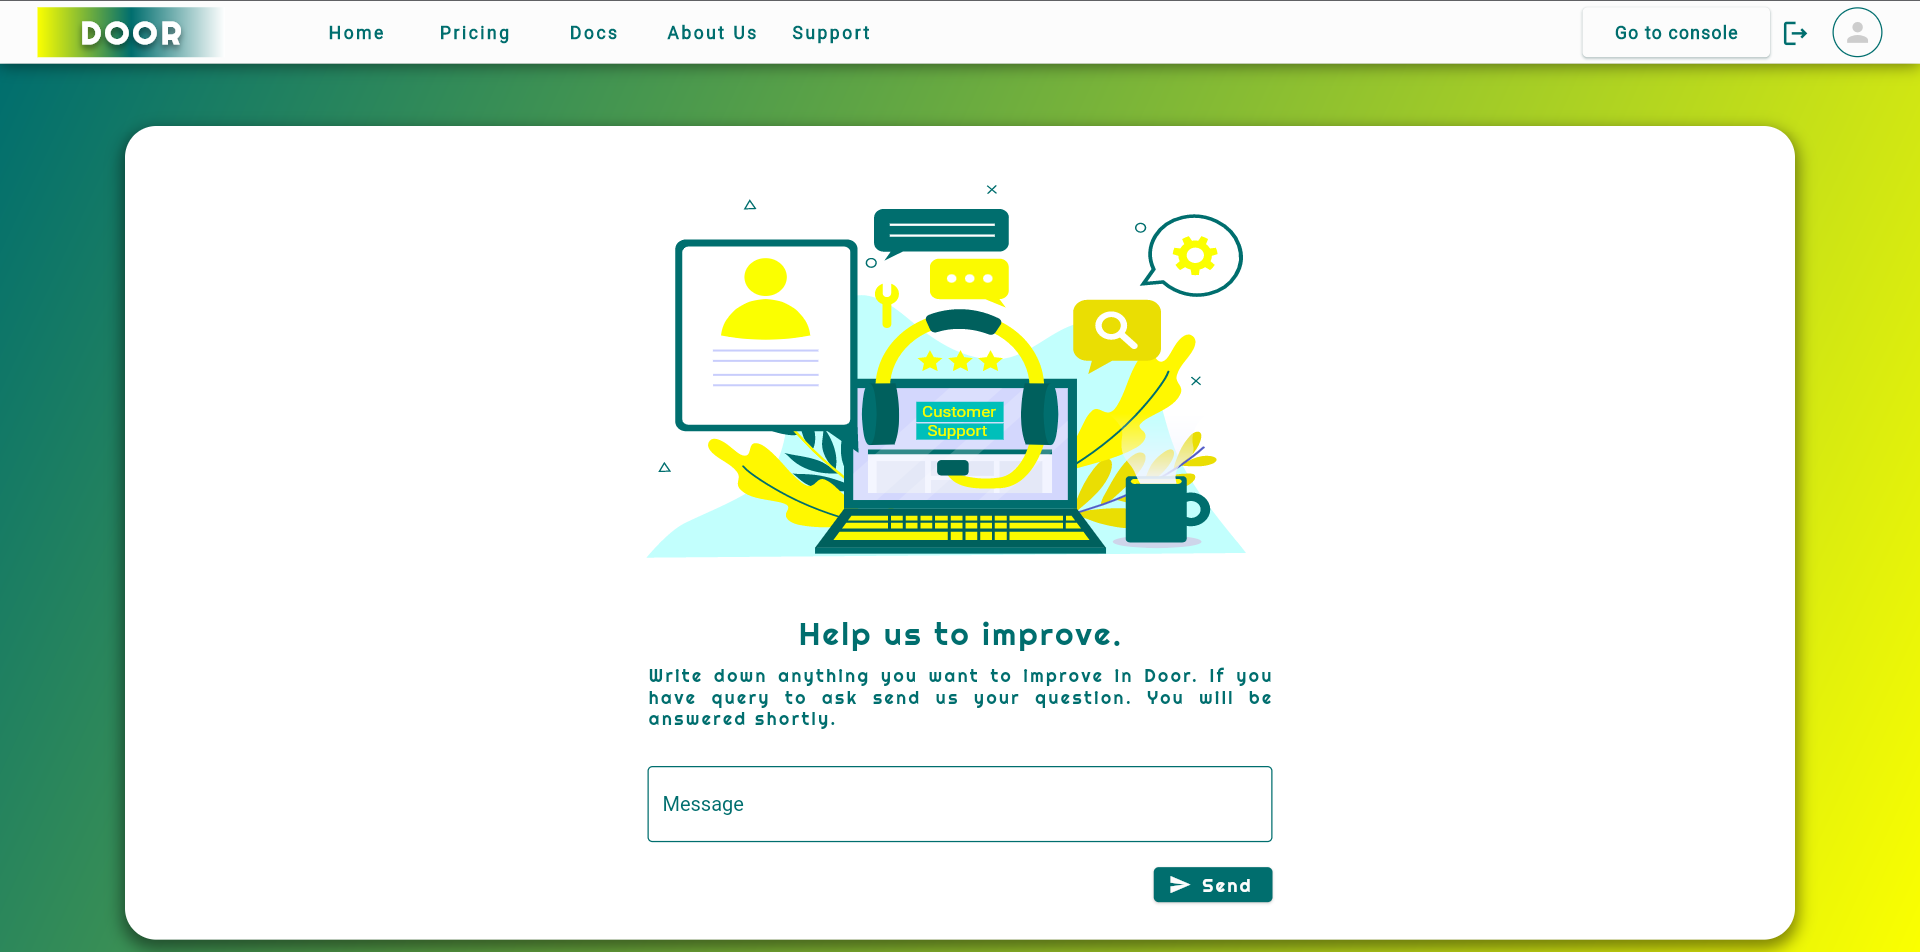 DOOR
Home Pricing Docs About Us Support
Go to console
Customer
Support
Help us to improve.
Write down anything you want to improve in Door. If you
have query to ask send us your question. You will be
answered shortly.
Message
Send